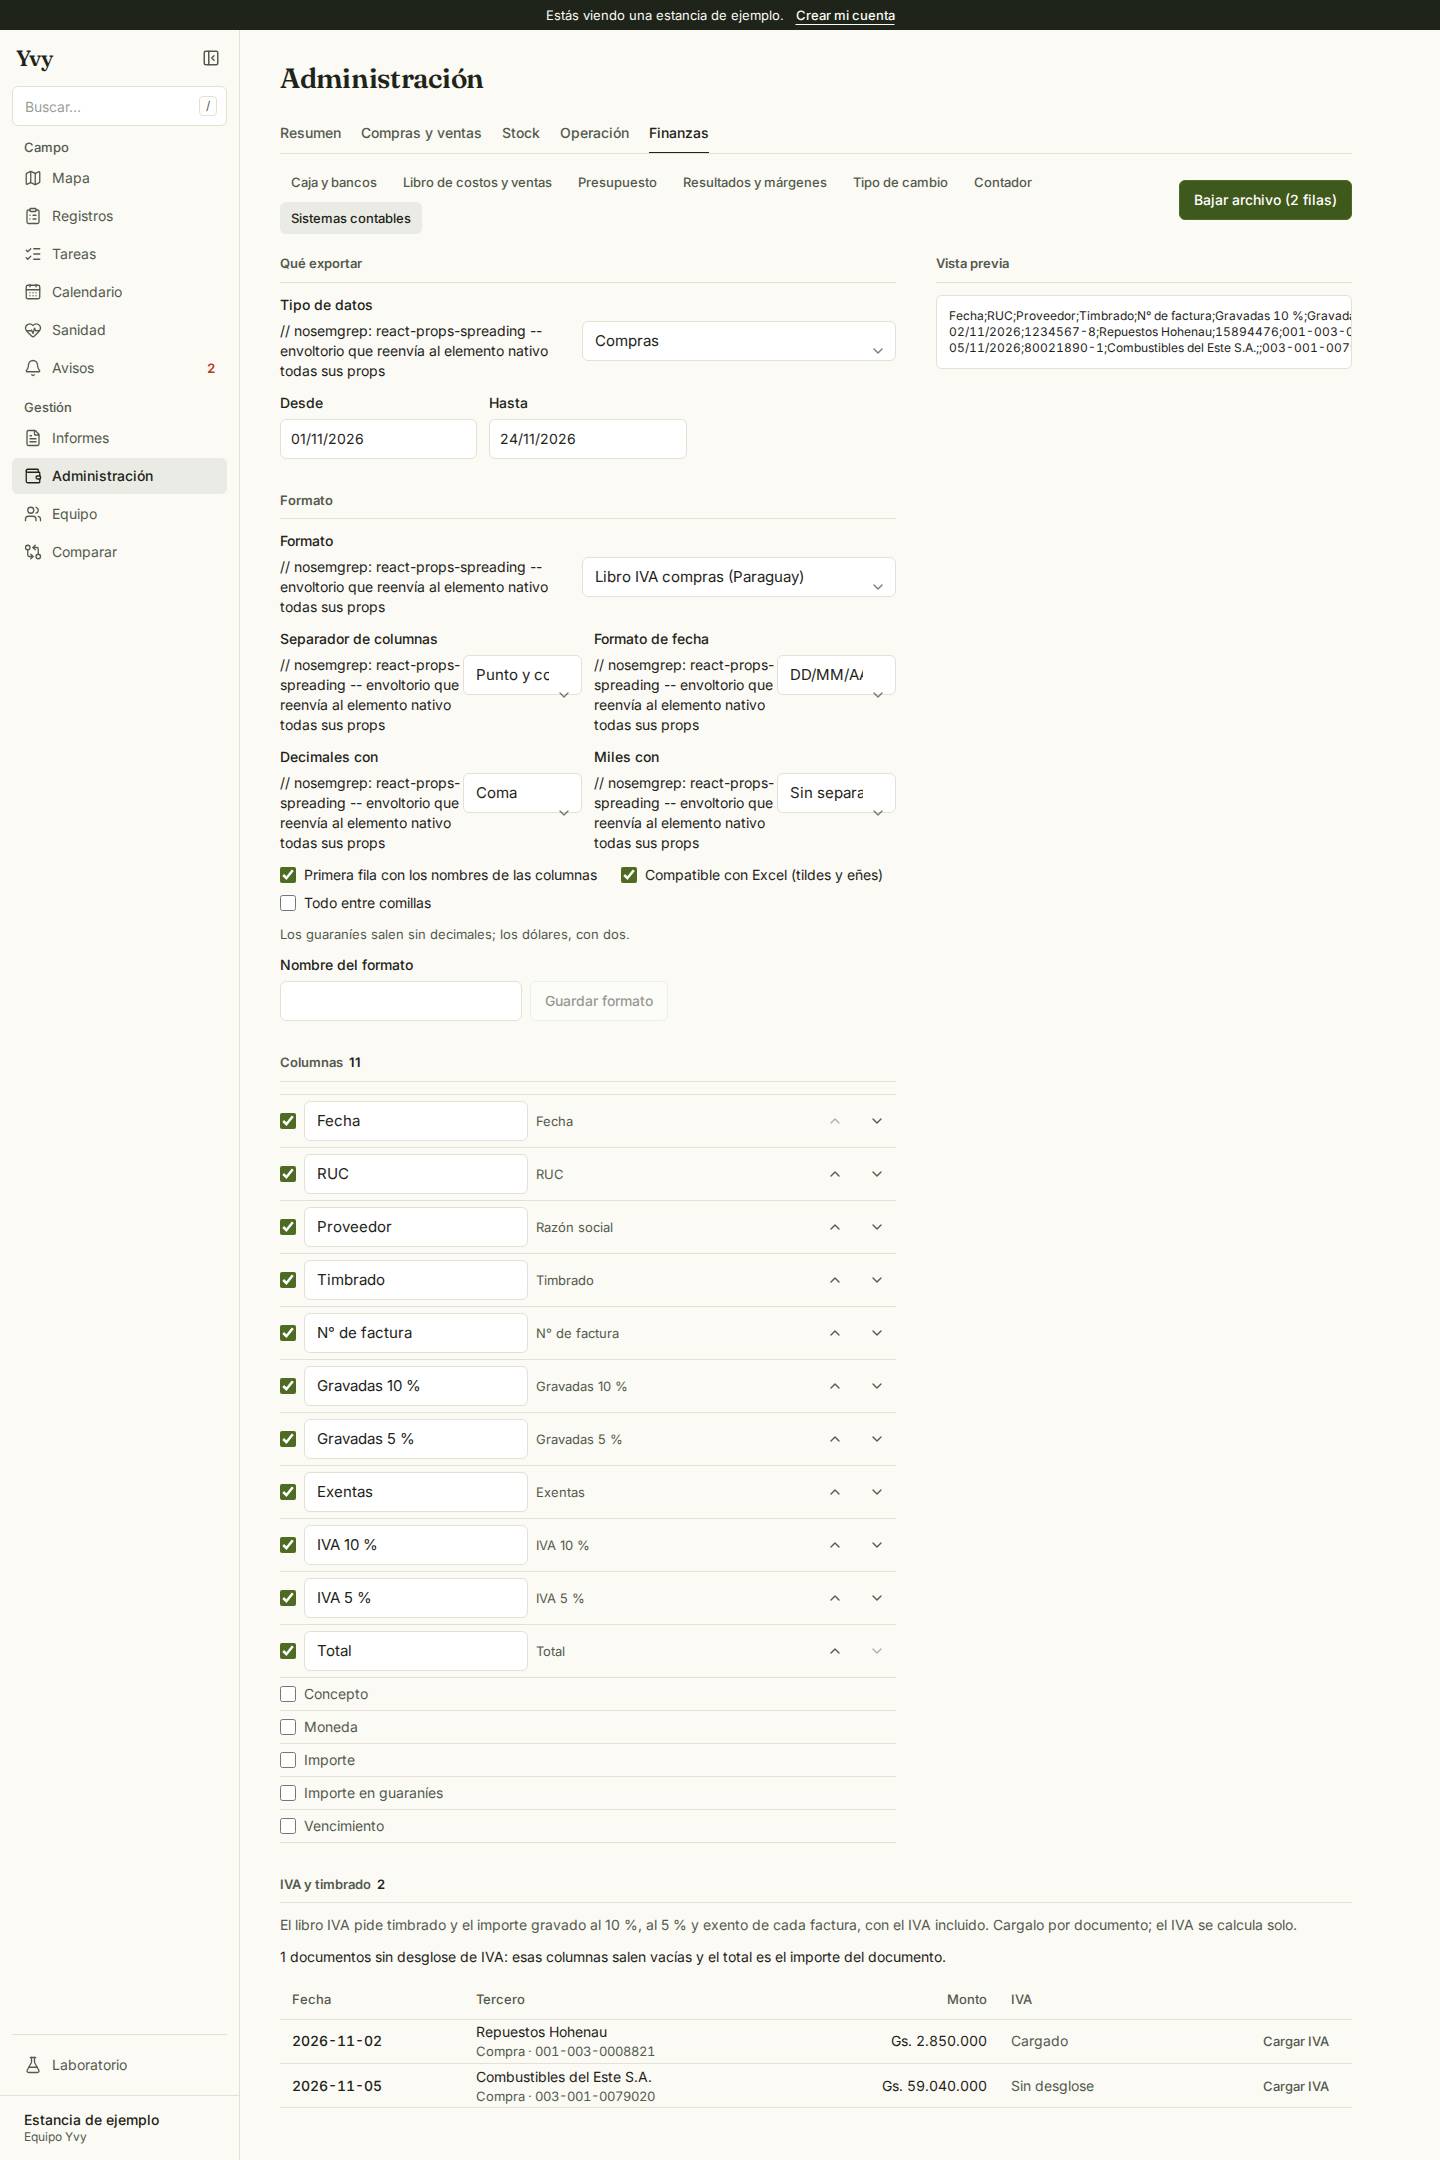 Estás viendo una estancia de ejemplo. Crear mi cuenta
Yvy
Buscar... /
Campo
Mapa
Registros
Tareas
Calendario
Sanidad
Avisos 2
Gestión
Informes
Administración
Equipo
Comparar
Laboratorio
Estancia de ejemplo
Equipo Yvy
Administración
Resumen Compras y ventas Stock Operación Finanzas
Caja y bancos Libro de costos y ventas Presupuesto Resultados y márgenes Tipo de cambio Contador
Sistemas contables
Bajar archivo (2 filas)
Qué exportar
Tipo de datos
// nosemgrep: react-props-spreading --
envoltorio que reenvía al elemento nativo
todas sus props
Compras
Desde Hasta
01/11/2026 24/11/2026
Formato
Formato
// nosemgrep: react-props-spreading --
envoltorio que reenvía al elemento nativo
todas sus props
Libro IVA compras (Paraguay)
Separador de columnas
// nosemgrep: react-props-
spreading -- envoltorio que
reenvía al elemento nativo
todas sus props
Punto y co
Formato de fecha
// nosemgrep: react-props-
spreading -- envoltorio que
reenvía al elemento nativo
todas sus props
DD/MM/AA
Decimales con
// nosemgrep: react-props-
spreading -- envoltorio que
reenvía al elemento nativo
todas sus props
Coma
Miles con
// nosemgrep: react-props-
spreading -- envoltorio que
reenvía al elemento nativo
todas sus props
Sin separa
Primera fila con los nombres de las columnas Compatible con Excel (tildes y eñes)
Todo entre comillas
Los guaraníes salen sin decimales; los dólares, con dos.
Nombre del formato
Guardar formato
Columnas 11
Fecha Fecha
RUC RUC
Proveedor Razón social
Timbrado Timbrado
N° de factura N° de factura
Gravadas 10 % Gravadas 10 %
Gravadas 5 % Gravadas 5 %
Exentas Exentas
IVA 10 % IVA 10 %
IVA 5 % IVA 5 %
Total Total
Concepto
Moneda
Importe
Importe en guaraníes
Vencimiento
Vista previa
Fecha;RUC;Proveedor;Timbrado;N° de factura;Gravadas 10 %;Gravada
02/11/2026;1234567-8;Repuestos Hohenau;15894476;001-003-0
05/11/2026;80021890-1;Combustibles del Este S.A.;;003-001-007
IVA y timbrado 2
El libro IVA pide timbrado y el importe gravado al 10 %, al 5 % y exento de cada factura, con el IVA incluido. Cargalo por documento; el IVA se calcula solo.
1 documentos sin desglose de IVA: esas columnas salen vacías y el total es el importe del documento.
Fecha Tercero Monto IVA
2026-11-02 Repuestos Hohenau Gs. 2.850.000 Cargado Cargar IVA
Compra · 001-003-0008821
2026-11-05 Combustibles del Este S.A. Gs. 59.040.000 Sin desglose Cargar IVA
Compra · 003-001-0079020